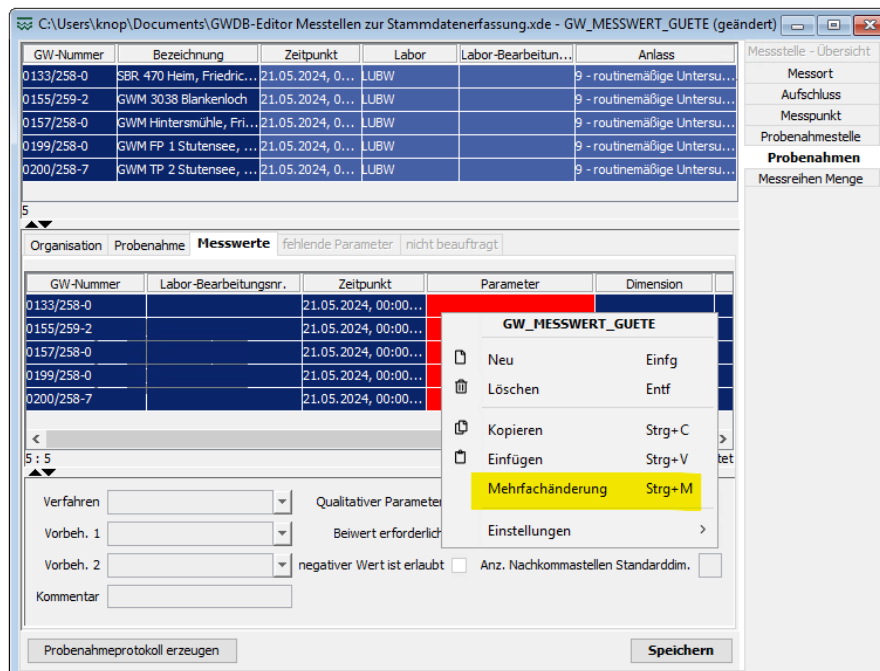 C:\Users\knop\Documents\GWDB-Editor Messtellen zur Stammdatenerfassung.xde - GW_MESSWERT_GUETE (geändert)
GW-Nummer Bezeichnung Zeitpunkt Labor Labor-Bearbeitun... Anlass
0133/258-0 SBR 470 Heim, Friedric... 21.05.2024, 0... LUBW 9 - routinemäßige Untersu...
0155/259-2 GWM 3038 Blankenloch 21.05.2024, 0... LUBW 9 - routinemäßige Untersu...
0157/258-0 GWM Hintersmühle, Fri... 21.05.2024, 0... LUBW 9 - routinemäßige Untersu...
0199/258-0 GWM FP 1 Stutensee, ... 21.05.2024, 0... LUBW 9 - routinemäßige Untersu...
0200/258-7 GWM TP 2 Stutensee, ... 21.05.2024, 0... LUBW 9 - routinemäßige Untersu...
5
Messstelle - Übersicht
Messort
Aufschluss
Messpunkt
Probenahmestelle
Probenahmen
Messreihen Menge
Organisation Probenahme Messwerte fehlende Parameter nicht beauftragt
GW-Nummer Labor-Bearbeitungsnr. Zeitpunkt Parameter Dimension
0133/258-0 21.05.2024, 00:00...
0155/259-2 21.05.2024, 00:00...
0157/258-0 21.05.2024, 00:00...
0199/258-0 21.05.2024, 00:00...
0200/258-7 21.05.2024, 00:00...
5 : 5
GW_MESSWERT_GUETE
Neu Einfg
Löschen Entf
Kopieren Strg+C
Einfügen Strg+V
Mehrfachänderung Strg+M
Einstellungen
Verfahren Qualitativer Parameter
Vorbeh. 1 Beiwert erforderlich
Vorbeh. 2 negativer Wert ist erlaubt Anz. Nachkommastellen Standarddim.
Kommentar
Probenahmeprotokoll erzeugen Speichern